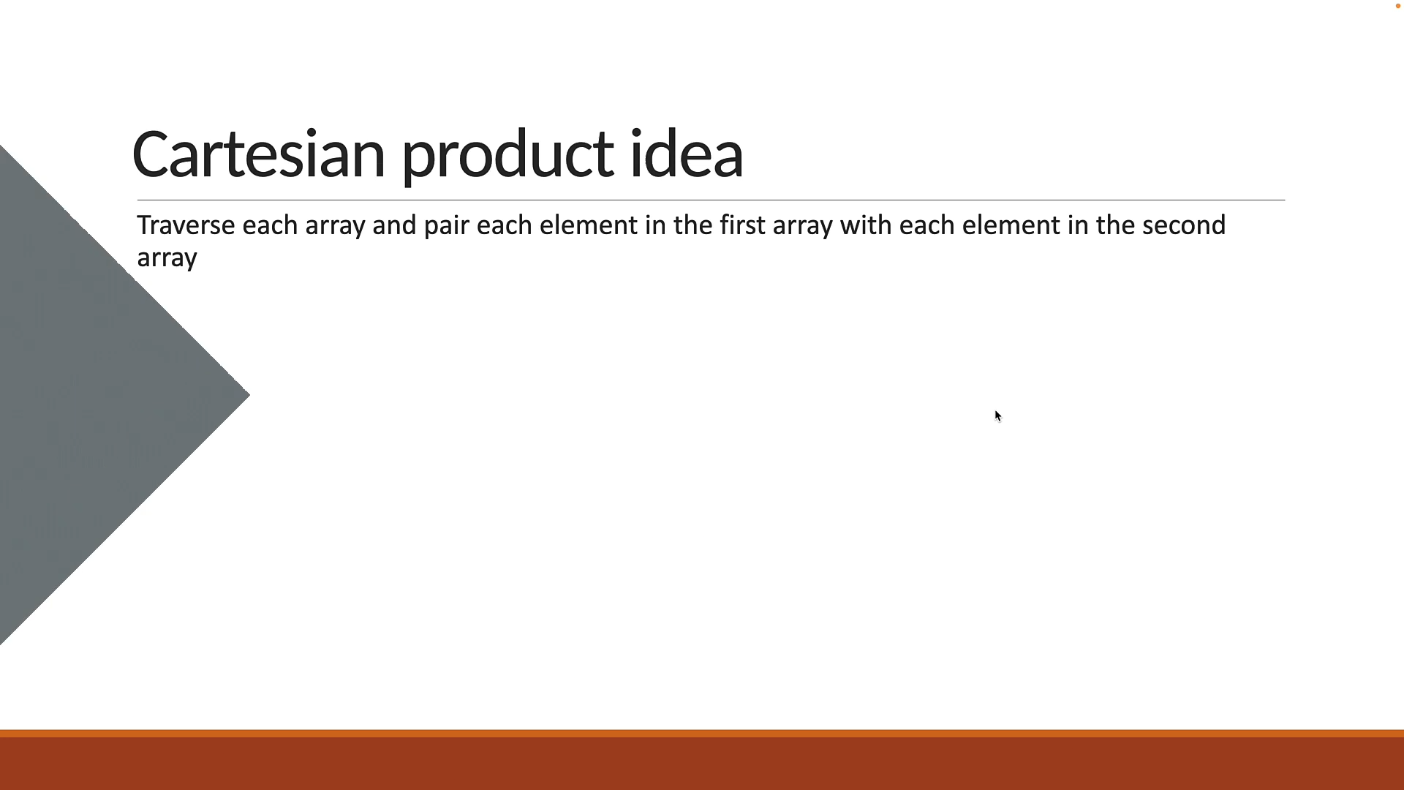 Cartesian product idea
Traverse each array and pair each element in the first array with each element in the second
array